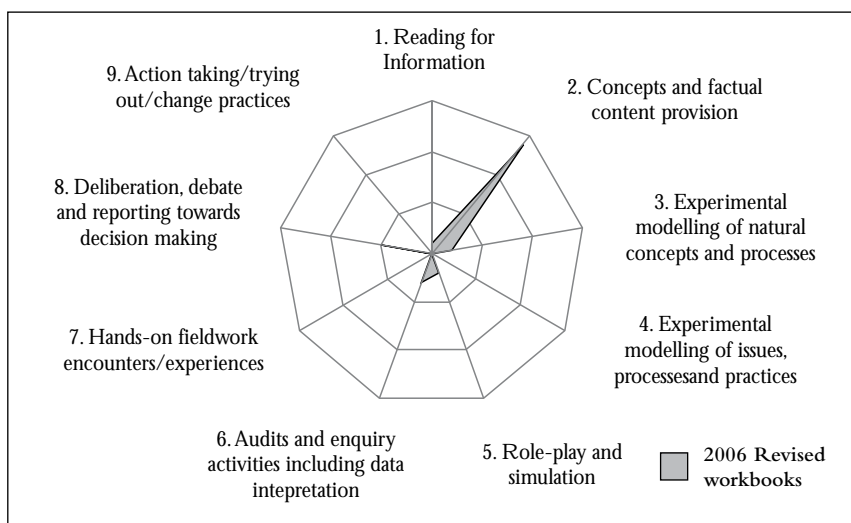 1. Reading for
Information
2. Concepts and factual
content provision
3. Experimental
modelling of natural
concepts and processes
4. Experimental
modelling of issues,
processesand practices
5. Role-play and
simulation
6. Audits and enquiry
activities including data
intepretation
7. Hands-on fieldwork
encounters/experiences
8. Deliberation, debate
and reporting towards
decision making
9. Action taking/trying
out/change practices
2006 Revised
workbooks